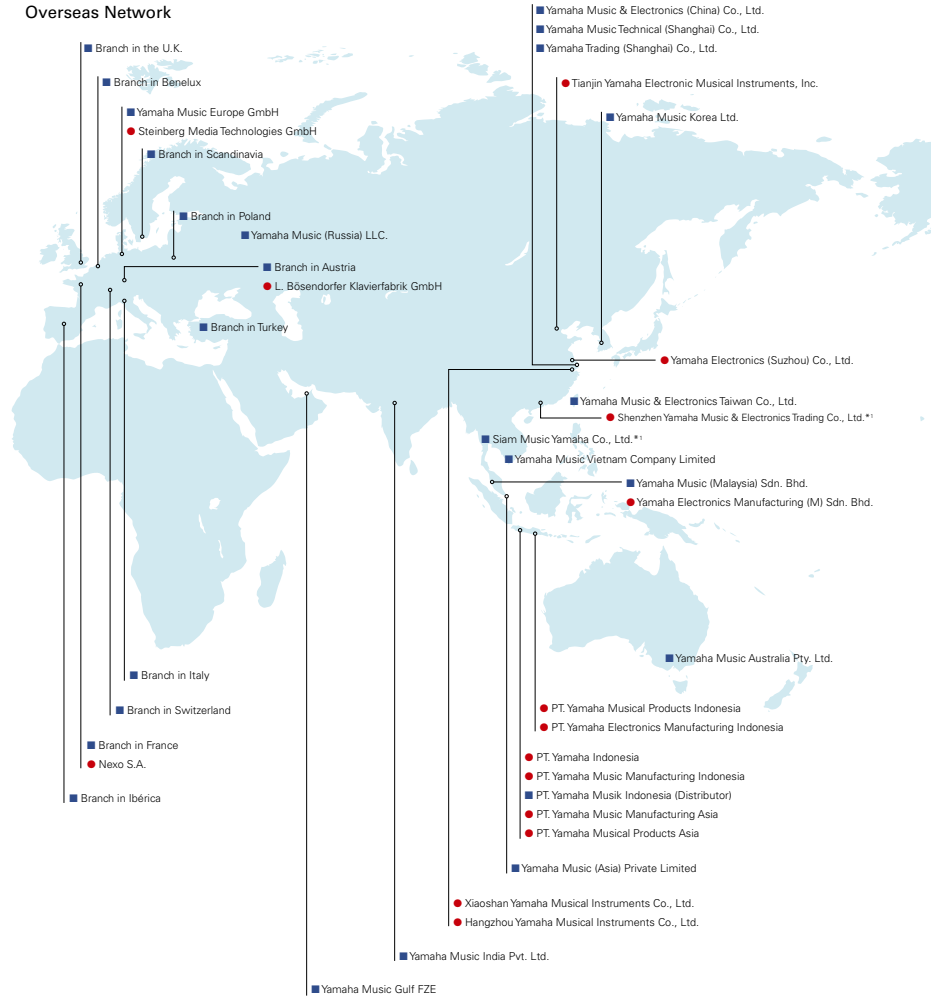 Overseas Network
Yamaha Music & Electronics (China) Co., Ltd.
Yamaha Music Technical (Shanghai) Co., Ltd.
Yamaha Trading (Shanghai) Co., Ltd.
Branch in the U.K.
Branch in Benelux
Tianjin Yamaha Electronic Musical Instruments, Inc.
Yamaha Music Europe GmbH
Steinberg Media Technologies GmbH
Yamaha Music Korea Ltd.
Branch in Scandinavia
Branch in Poland
Yamaha Music (Russia) LLC.
Branch in Austria
L. Bösendorfer Klavierfabrik GmbH
Branch in Turkey
Yamaha Electronics (Suzhou) Co., Ltd.
Yamaha Music & Electronics Taiwan Co., Ltd.
Shenzhen Yamaha Music & Electronics Trading Co., Ltd.*¹
Siam Music Yamaha Co., Ltd.*¹
Yamaha Music Vietnam Company Limited
Yamaha Music (Malaysia) Sdn. Bhd.
Yamaha Electronics Manufacturing (M) Sdn. Bhd.
Yamaha Music Australia Pty. Ltd.
Branch in Italy
Branch in Switzerland
PT. Yamaha Musical Products Indonesia
PT. Yamaha Electronics Manufacturing Indonesia
Branch in France
Nexo S.A.
PT. Yamaha Indonesia
PT. Yamaha Music Manufacturing Indonesia
PT. Yamaha Musik Indonesia (Distributor)
PT. Yamaha Music Manufacturing Asia
PT. Yamaha Musical Products Asia
Branch in Ibérica
Yamaha Music (Asia) Private Limited
Xiaoshan Yamaha Musical Instruments Co., Ltd.
Hangzhou Yamaha Musical Instruments Co., Ltd.
Yamaha Music India Pvt. Ltd.
Yamaha Music Gulf FZE